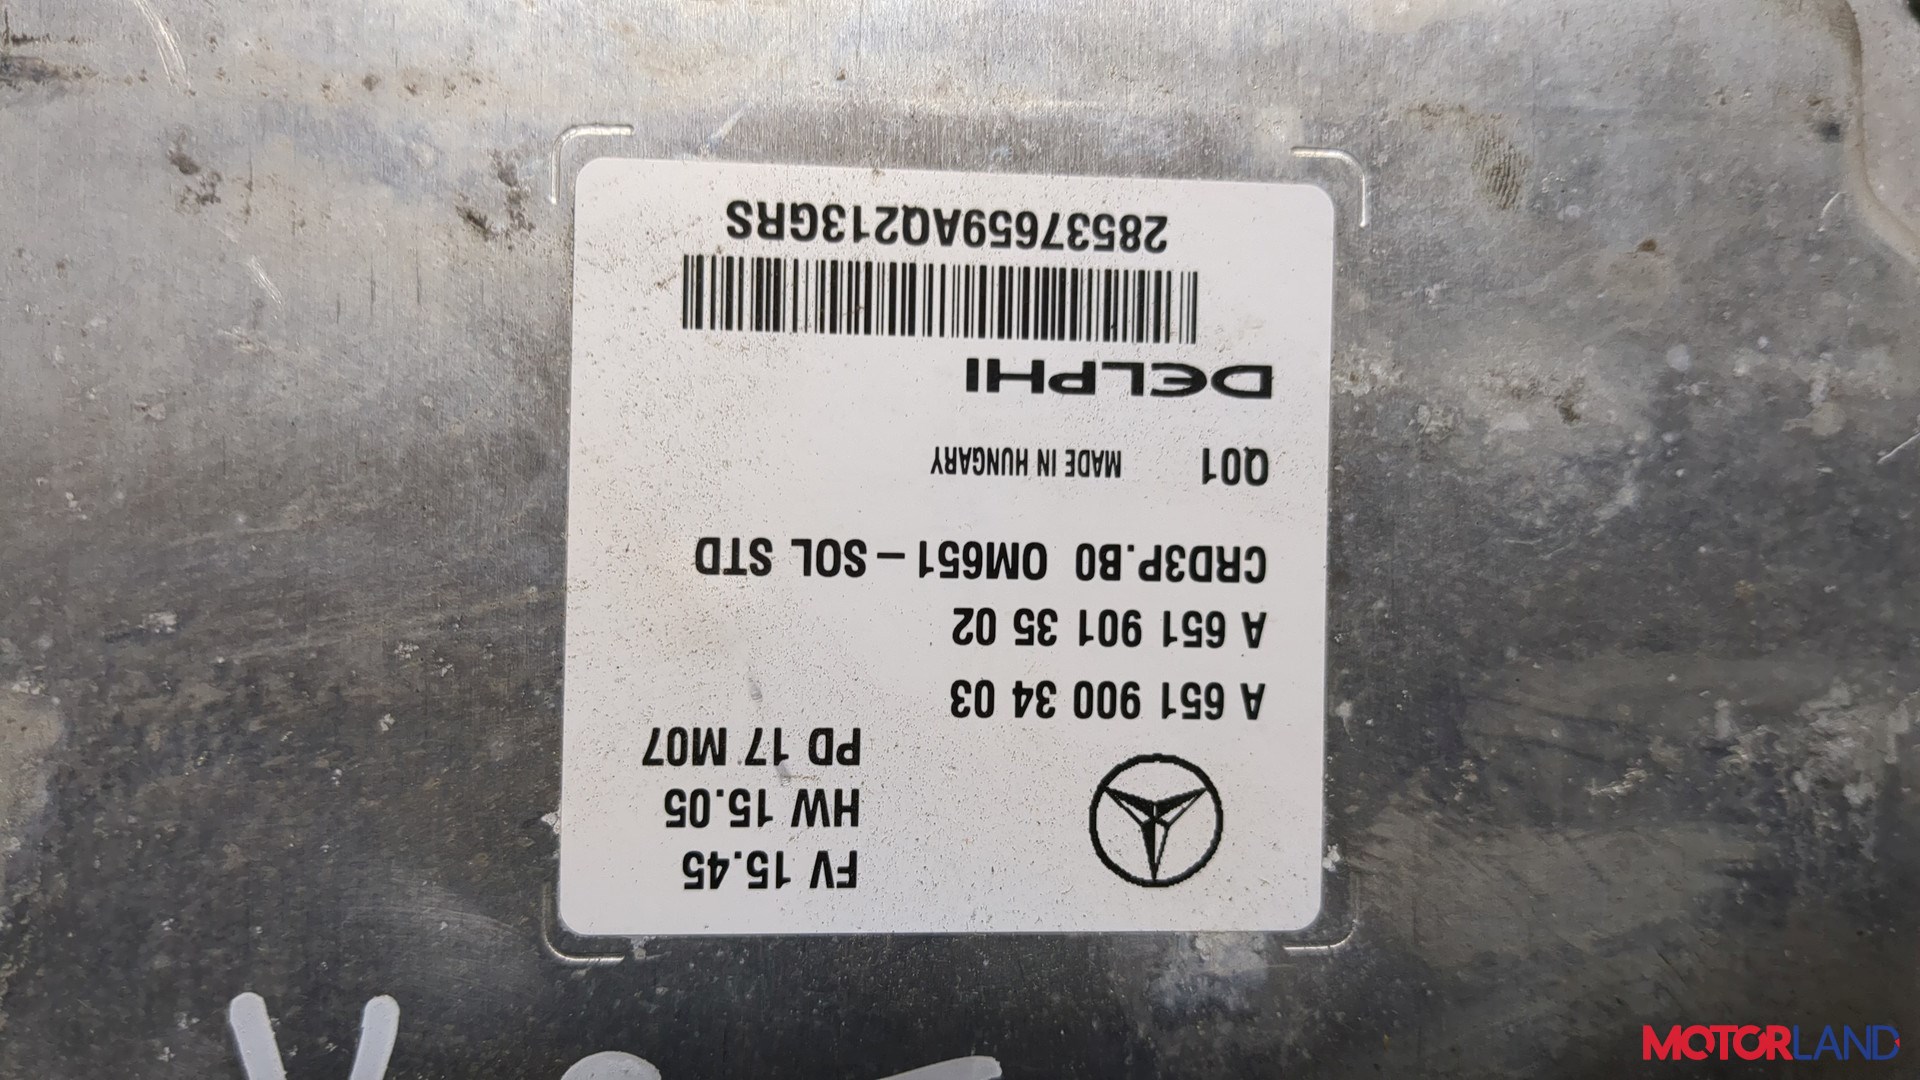 FV 15.45
HW 15.05
PD 17 M07
A 651 900 34 03
A 651 901 35 02
CRD3P.B0 OM651-SOL STD
Q01 MADE IN HUNGARY
DELPHI
28537659AQ213GRS
MOTORLAND